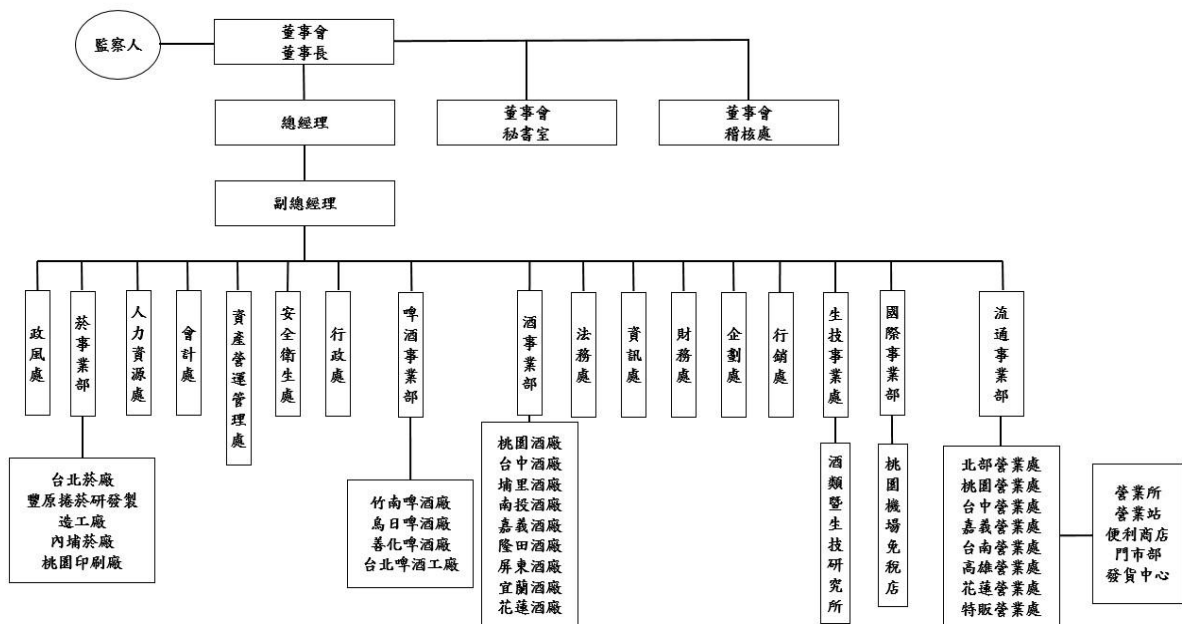 監察人
董事會
董事長
總經理
董事會
秘書室
董事會
稽核處
副總經理
政風處
菸事業部
人力資源處
會計處
資產營運管理處
安全衛生處
行政處
啤酒事業部
酒事業部
法務處
資訊處
財務處
企劃處
行銷處
生技事業處
國際事業部
流通事業部
台北菸廠
豐原捲菸研發製
造工廠
內埔菸廠
桃園印刷廠
竹南啤酒廠
烏日啤酒廠
善化啤酒廠
台北啤酒工廠
桃園酒廠
台中酒廠
埔里酒廠
南投酒廠
嘉義酒廠
隆田酒廠
屏東酒廠
宜蘭酒廠
花蓮酒廠
酒類暨生技研究所
桃園機場免稅店
北部營業處
桃園營業處
台中營業處
嘉義營業處
台南營業處
高雄營業處
花蓮營業處
特販營業處
營業所
營業站
便利商店
門市部
發貨中心